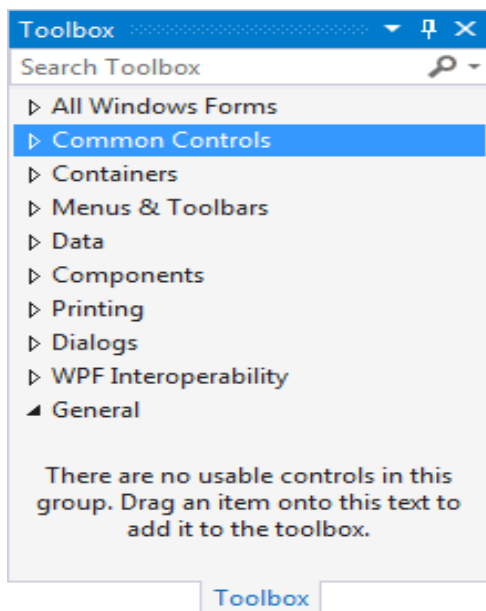 Toolbox
Search Toolbox
All Windows Forms
Common Controls
Containers
Menus & Toolbars
Data
Components
Printing
Dialogs
WPF Interoperability
General
There are no usable controls in this
group. Drag an item onto this text to
add it to the toolbox.
Toolbox